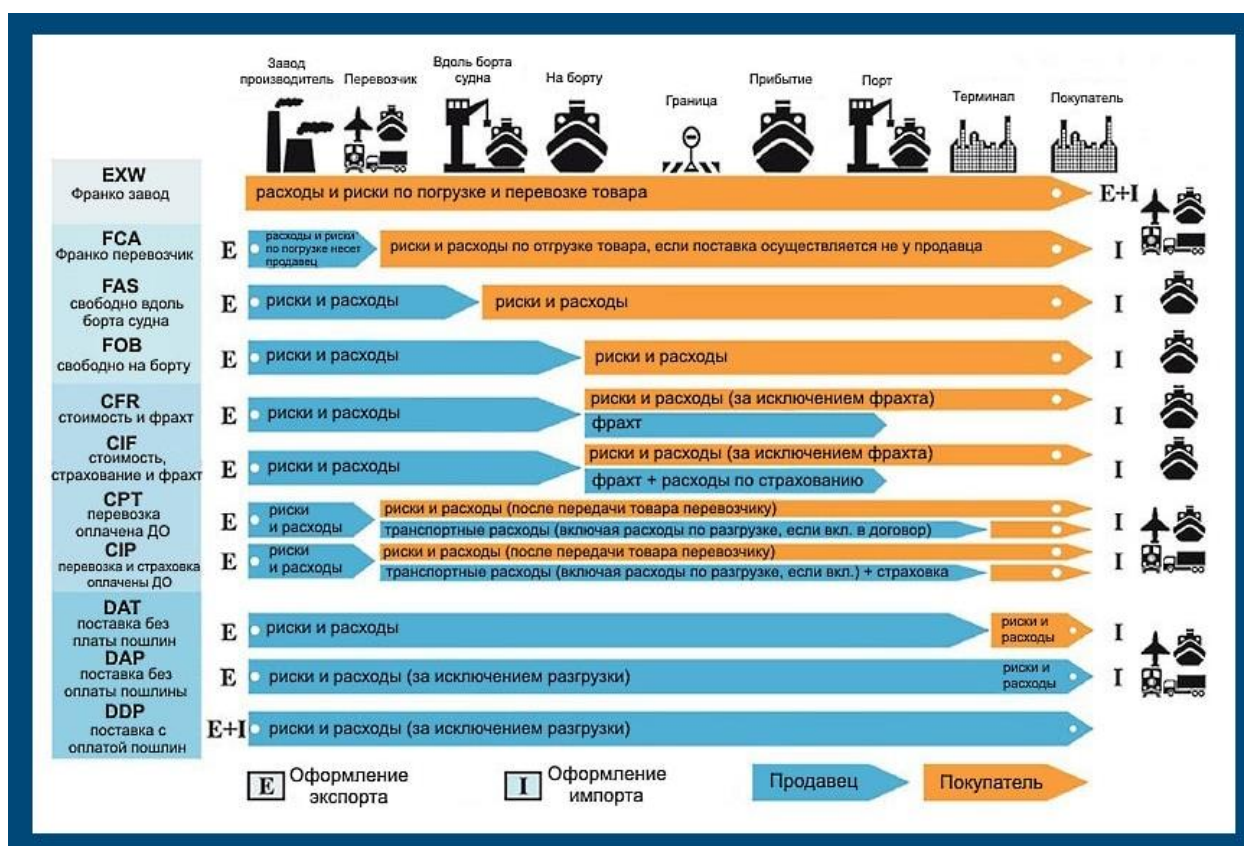 Завод
производитель
Перевозчик
Вдоль борта
судна
На борту
Граница
Прибытие
Порт
Терминал
Покупатель
EXW
Франко завод
расходы и риски по погрузке и перевозке товара
E+I
FCA
Франко перевозчик
E
расходы и риски
по погрузке несет
продавец
риски и расходы по отгрузке товара, если поставка осуществляется не у продавца
I
FAS
свободно вдоль
борта судна
E
риски и расходы
риски и расходы
I
FOB
свободно на борту
E
риски и расходы
риски и расходы
I
CFR
стоимость и фрахт
E
риски и расходы
риски и расходы (за исключением фрахта)
фрахт
I
CIF
стоимость,
страхование и фрахт
E
риски и расходы
риски и расходы (за исключением фрахта)
фрахт + расходы по страхованию
I
CPT
перевозка
оплачена ДО
E
риски
и расходы
риски и расходы (после передачи товара перевозчику)
транспортные расходы (включая расходы по разгрузке, если вкл. в договор)
I
CIP
перевозка и страховка
оплачены ДО
E
риски
и расходы
риски и расходы (после передачи товара перевозчику)
транспортные расходы (включая расходы по разгрузке, если вкл.) + страховка
I
DAT
поставка без
платы пошлин
E
риски и расходы
риски и
расходы
I
DAP
поставка без
оплаты пошлины
E
риски и расходы (за исключением разгрузки)
риски и
расходы
I
DDP
поставка с
оплатой пошлин
E+I
риски и расходы (за исключением разгрузки)
E
Оформление
экспорта
I
Оформление
импорта
Продавец
Покупатель